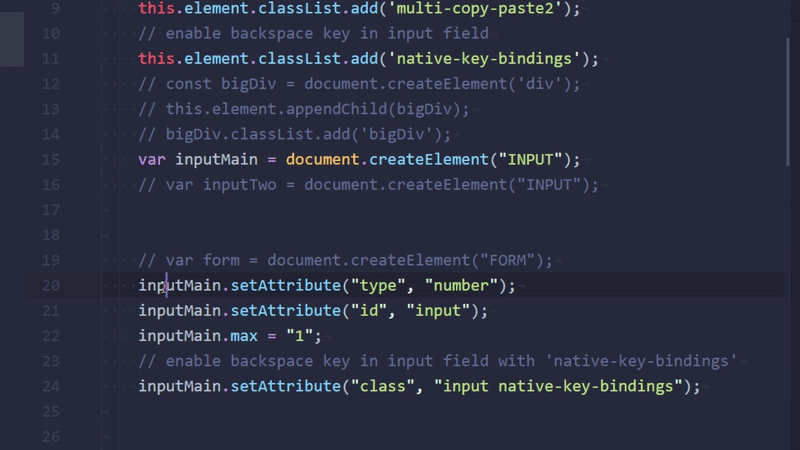 9 this.element.classList.add('multi-copy-paste2');
10 // enable backspace key in input field
11 this.element.classList.add('native-key-bindings');
12 // const bigDiv = document.createElement('div');
13 // this.element.appendChild(bigDiv);
14 // bigDiv.classList.add('bigDiv');
15 var inputMain = document.createElement("INPUT");
16 // var inputTwo = document.createElement("INPUT");
17
18
19 // var form = document.createElement("FORM");
20 inputMain.setAttribute("type", "number");
21 inputMain.setAttribute("id", "input");
22 inputMain.max = "1";
23 // enable backspace key in input field with 'native-key-bindings'
24 inputMain.setAttribute("class", "input native-key-bindings");
25
26